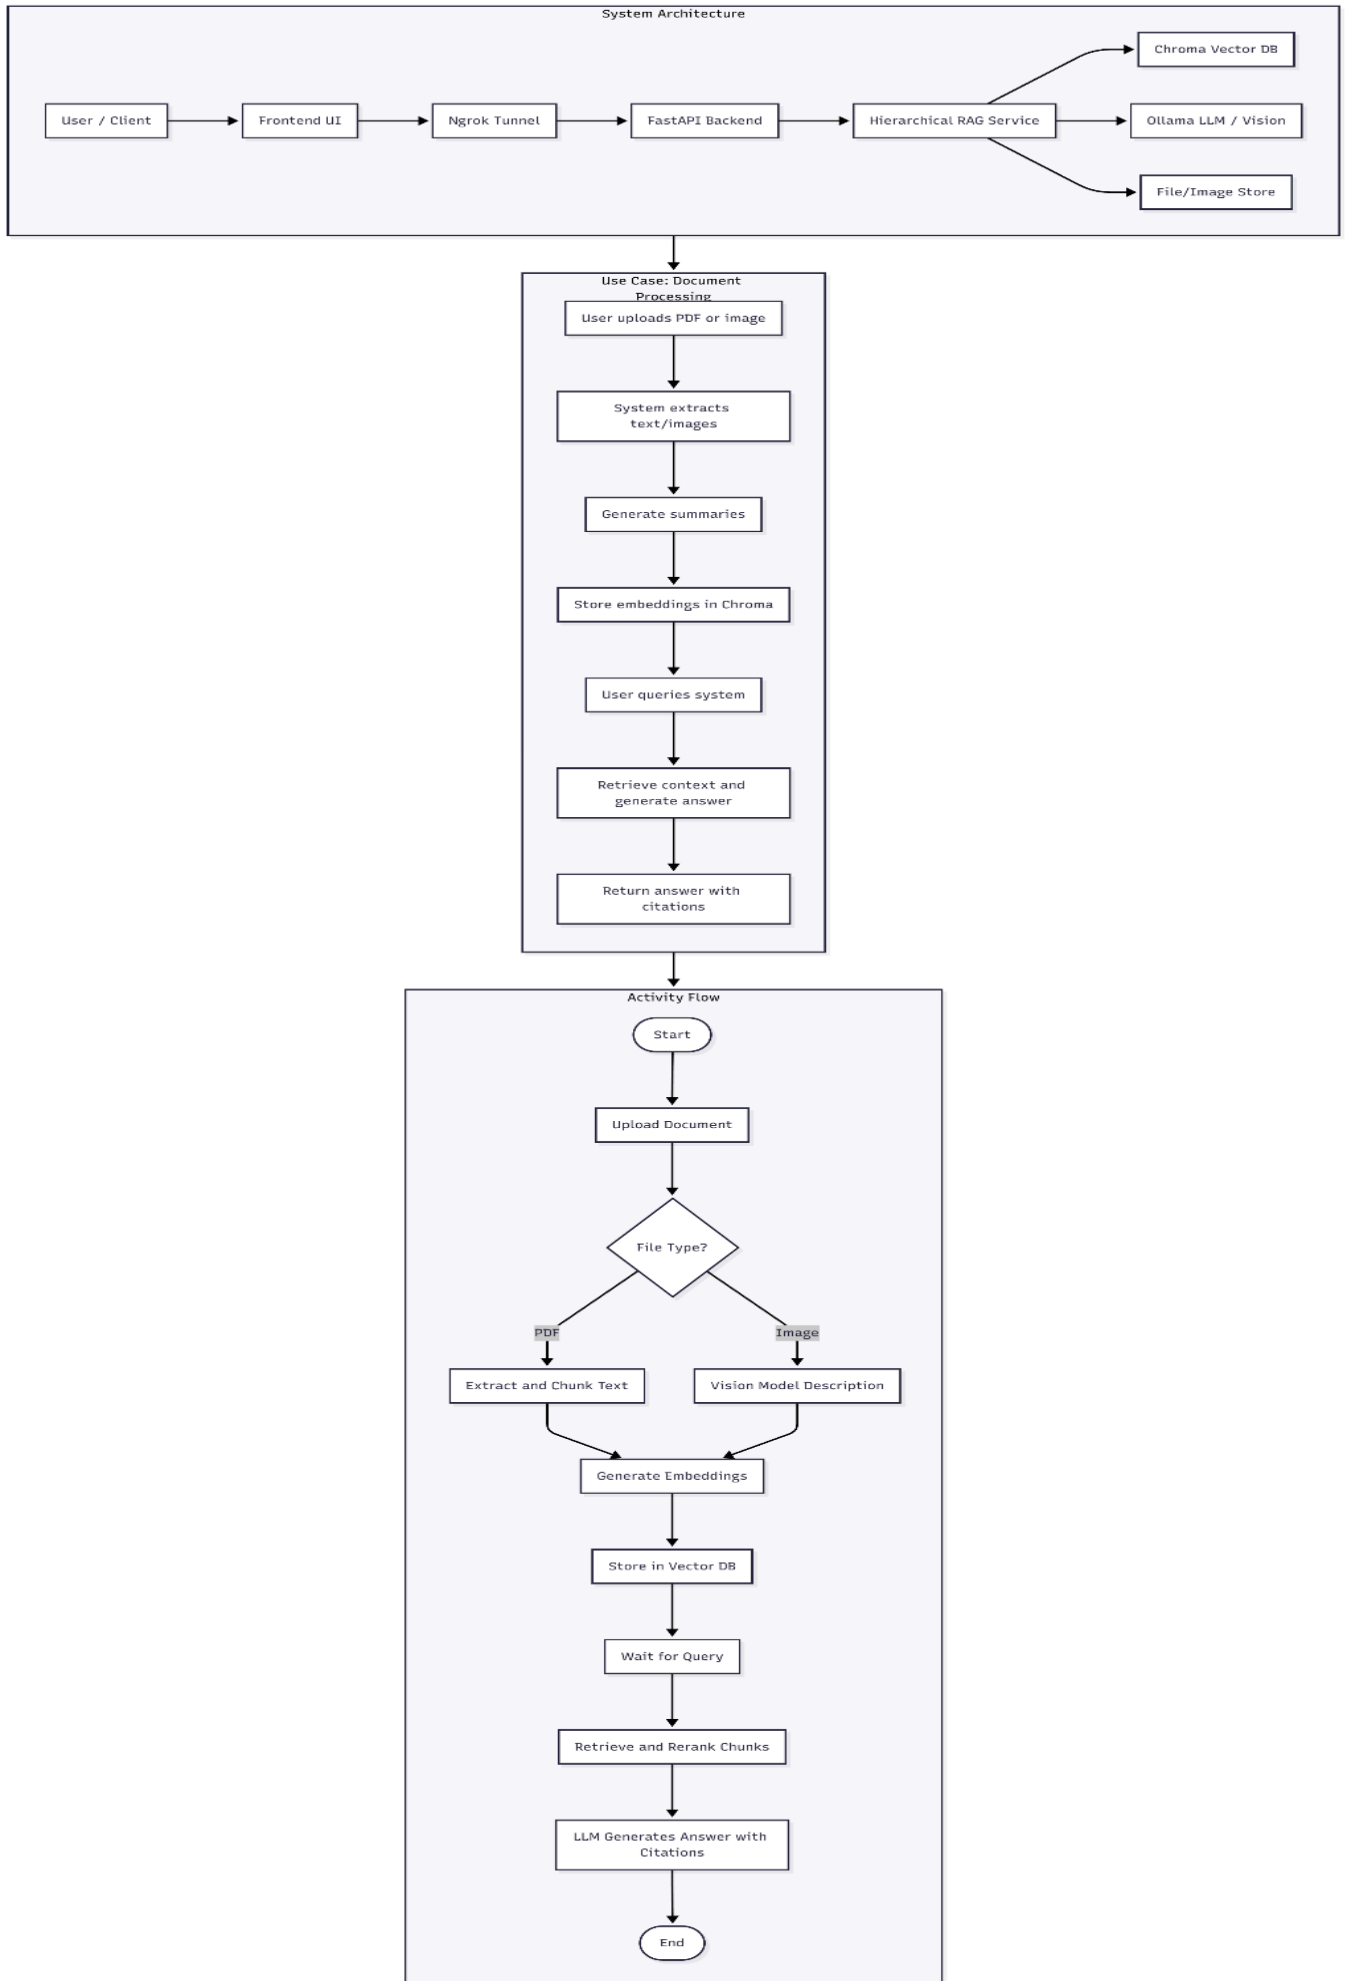 System Architecture
Chroma Vector DB
User / Client
Frontend UI
Ngrok Tunnel
FastAPI Backend
Hierarchical RAG Service
Ollama LLM / Vision
File/Image Store
Use Case: Document
Processing
User uploads PDF or image
System extracts
text/images
Generate summaries
Store embeddings in Chroma
User queries system
Retrieve context and
generate answer
Return answer with
citations
Activity Flow
Start
Upload Document
File Type?
PDF
Image
Extract and Chunk Text
Vision Model Description
Generate Embeddings
Store in Vector DB
Wait for Query
Retrieve and Rerank Chunks
LLM Generates Answer with
Citations
End